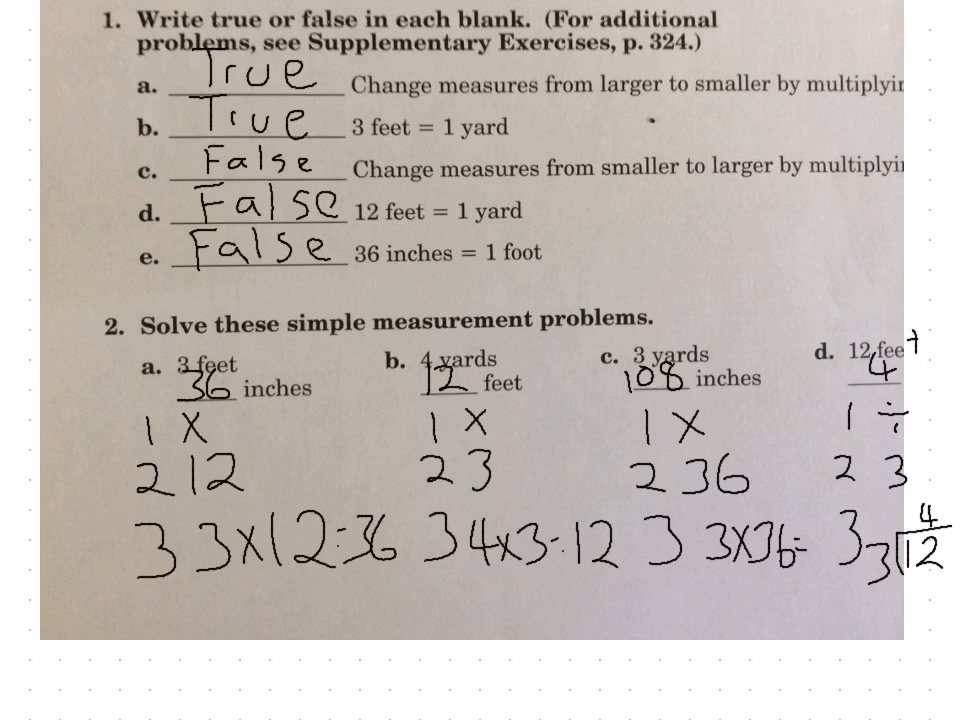 1. Write true or false in each blank. (For additional
problems, see Supplementary Exercises, p. 324.)
a. True Change measures from larger to smaller by multiplyin
b. True 3 feet = 1 yard
c. False Change measures from smaller to larger by multiplyin
d. False 12 feet = 1 yard
e. False 36 inches = 1 foot
2. Solve these simple measurement problems.
a. 3 feet b. 4 yards c. 3 yards d. 12 feet
36 inches 12 feet 108 inches 4
1 X 1 X 1 X 1 ÷
2 12 2 3 2 36 2 3
3 3x12=36 3 4x3=12 3 3x36= 3 3)12 4